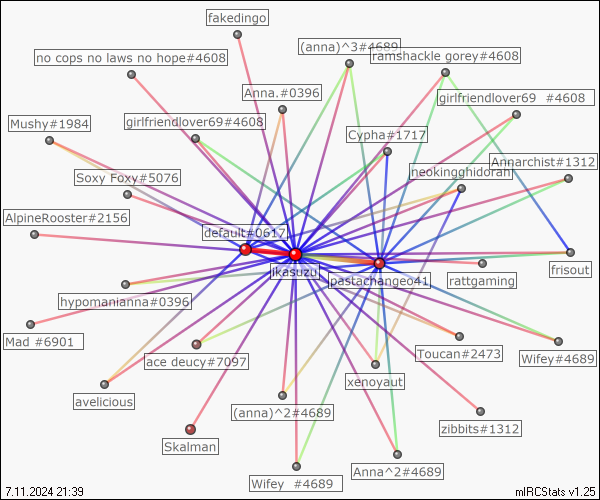 fakedingo
(anna)^3#4689
no cops no laws no hope#4608
ramshackle gorey#4608
Anna.#0396
girlfriendlover69 #4608
Mushy#1984
girlfriendlover69#4608
Cypha#1717
Annarchist#1312
neokingghidorah
Soxy Foxy#5076
AlpineRooster#2156
default#0617
ikasuzu
pastachangeo41
rattgaming
frisout
hypomanianna#0396
Mad #6901
ace deucy#7097
Toucan#2473
Wifey#4689
xenoyaut
avelicious
(anna)^2#4689
zibbits#1312
Skalman
Anna^2#4689
Wifey #4689
7.11.2024 21:39
mIRCStats v1.25